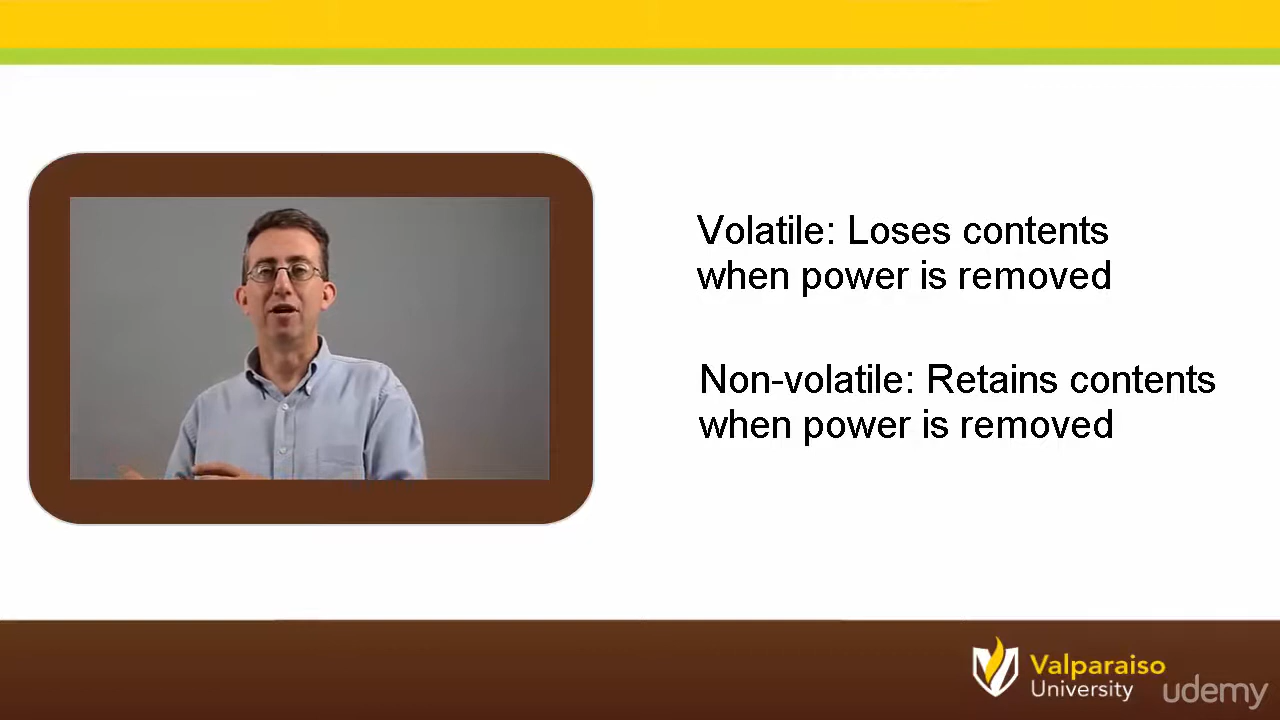 Volatile: Loses contents
when power is removed
Non-volatile: Retains contents
when power is removed
Valparaiso
University
udemy